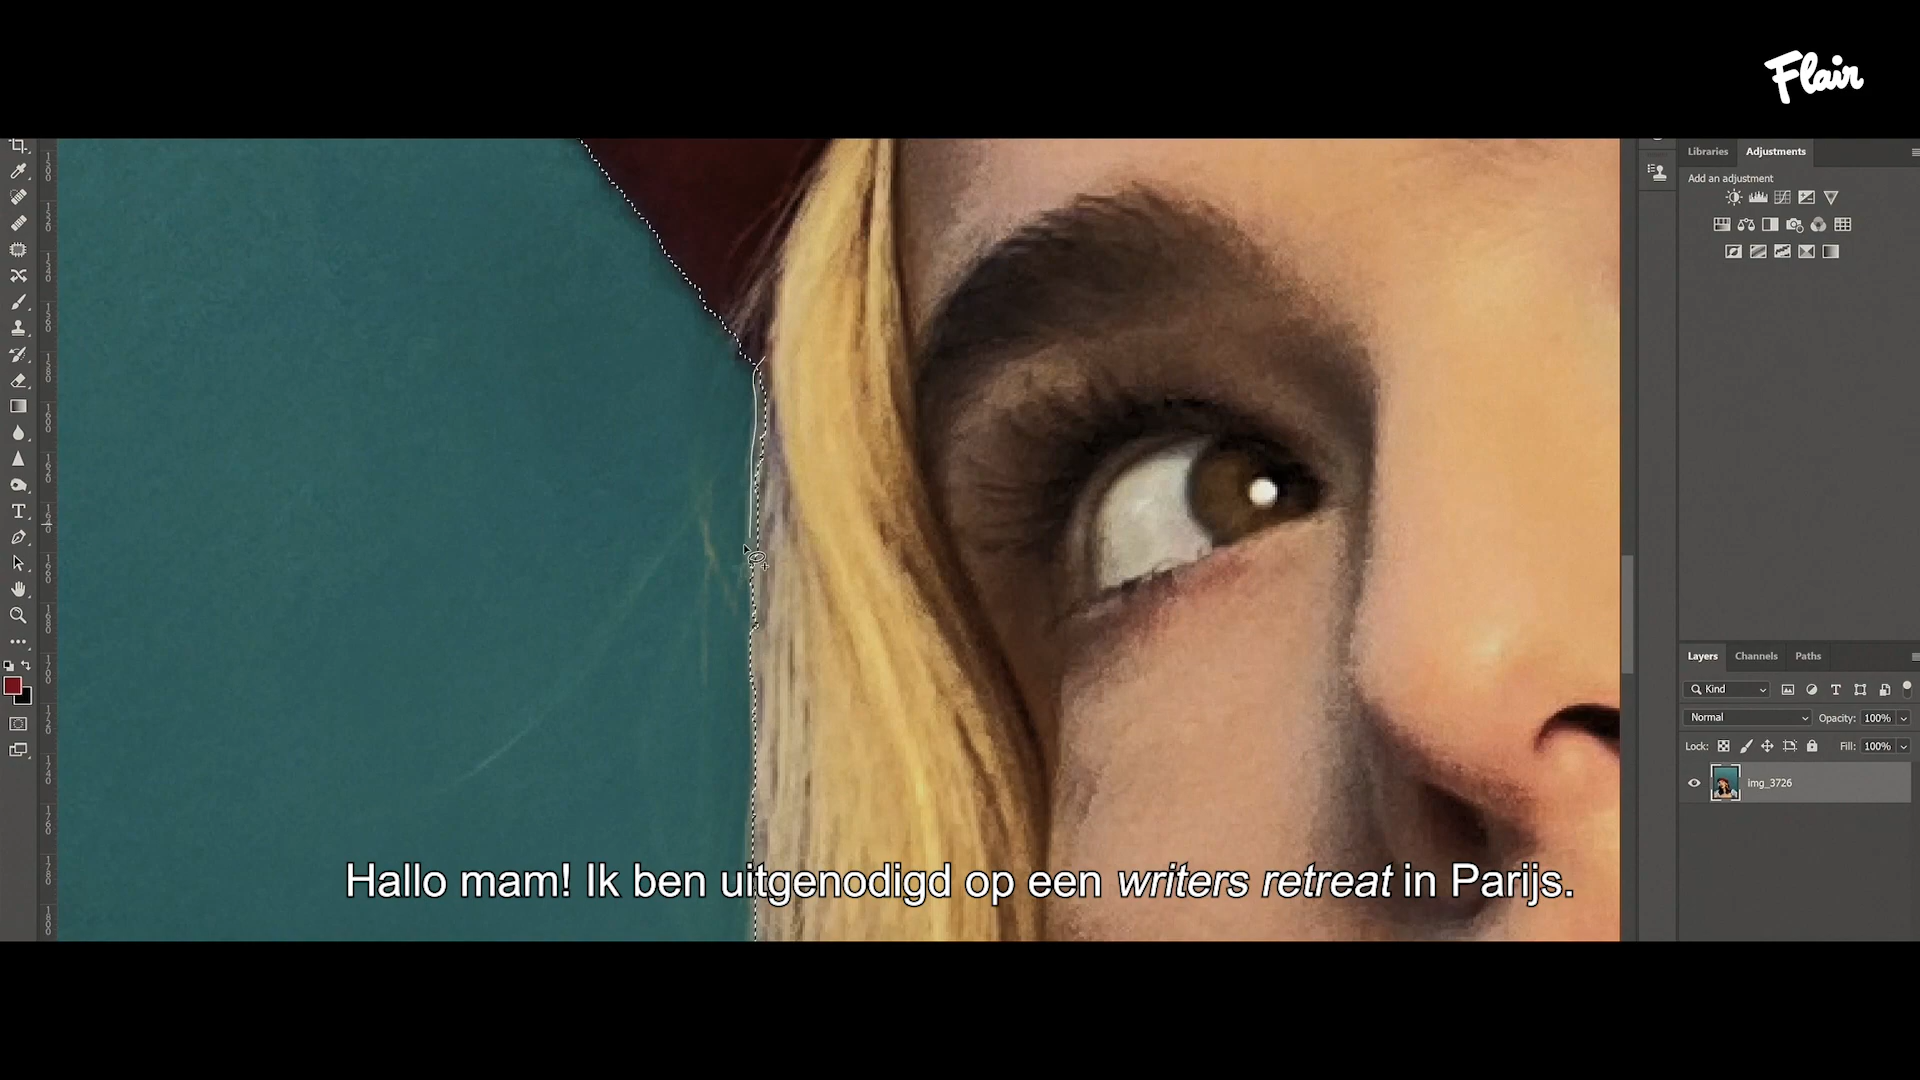 Flair
Libraries
Adjustments
Add an adjustment
Layers
Channels
Paths
Kind
Normal
Opacity: 100%
Lock:
Fill: 100%
img_3726
Hallo mam! Ik ben uitgenodigd op een writers retreat in Parijs.